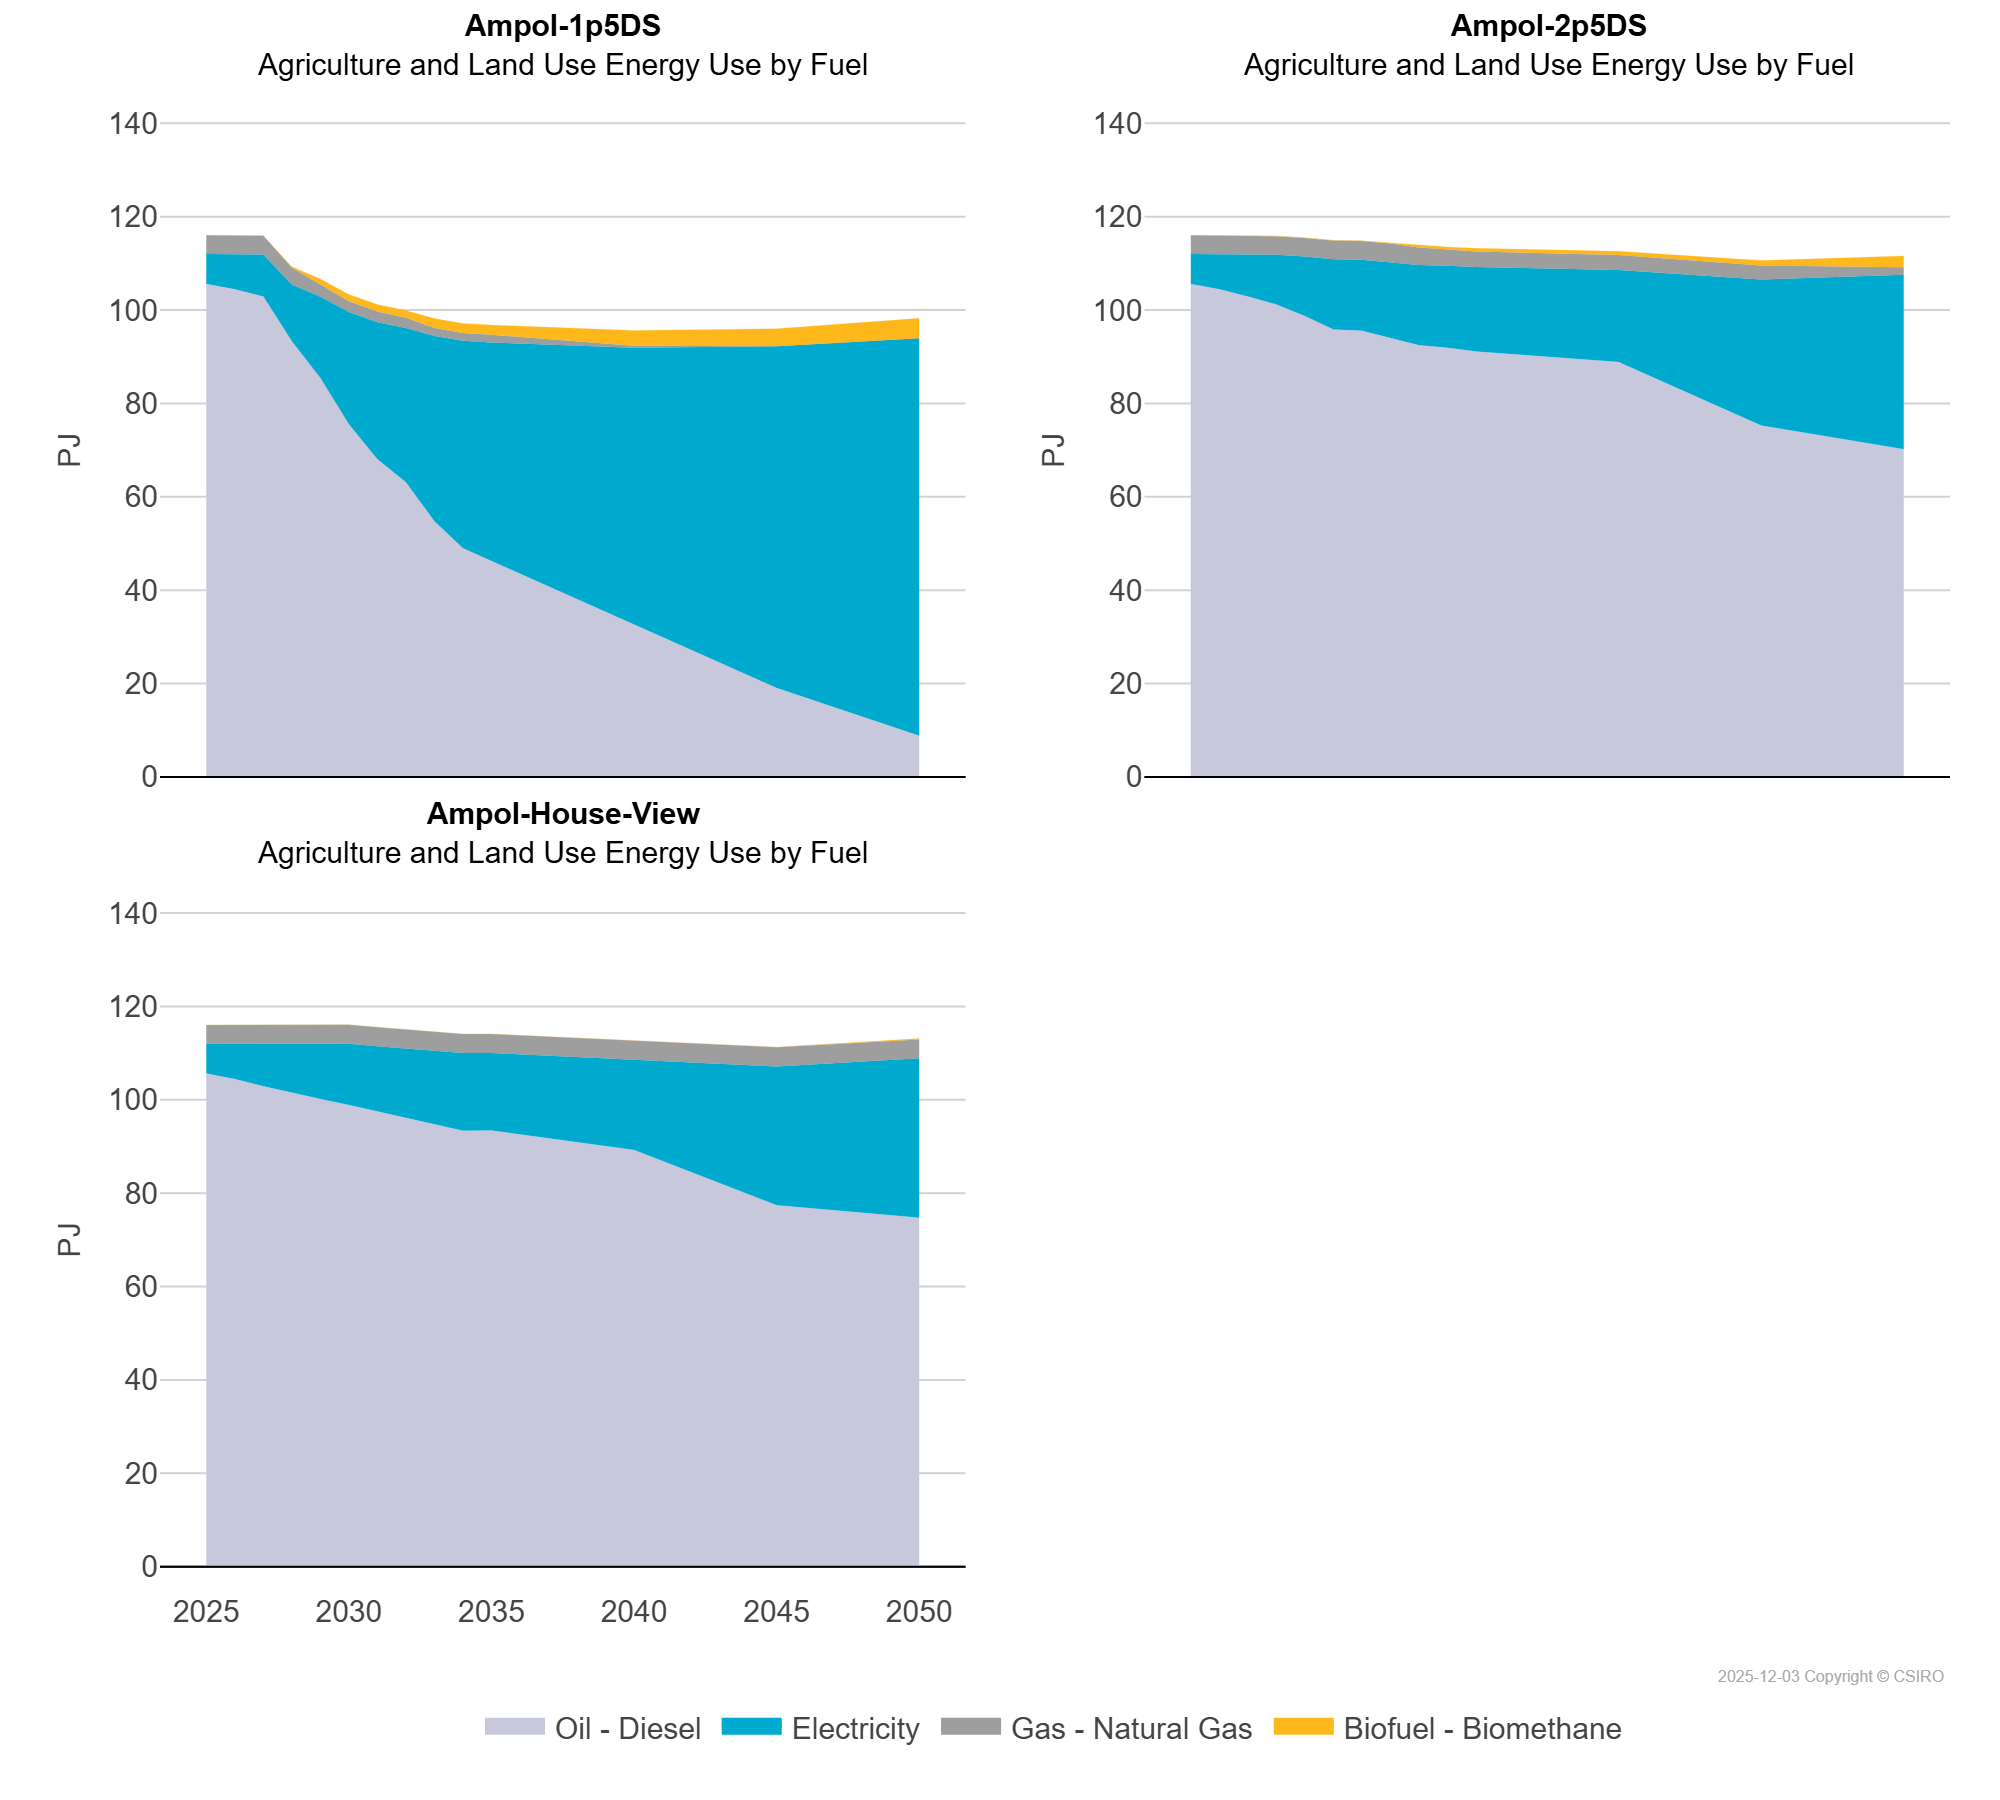 Ampol-1p5DS
Agriculture and Land Use Energy Use by Fuel
140
120
100
80
60
40
20
0
PJ
Ampol-2p5DS
Agriculture and Land Use Energy Use by Fuel
140
120
100
80
60
40
20
0
PJ
Ampol-House-View
Agriculture and Land Use Energy Use by Fuel
140
120
100
80
60
40
20
0
PJ
2025 2030 2035 2040 2045 2050
2025-12-03 Copyright © CSIRO
Oil - Diesel Electricity Gas - Natural Gas Biofuel - Biomethane